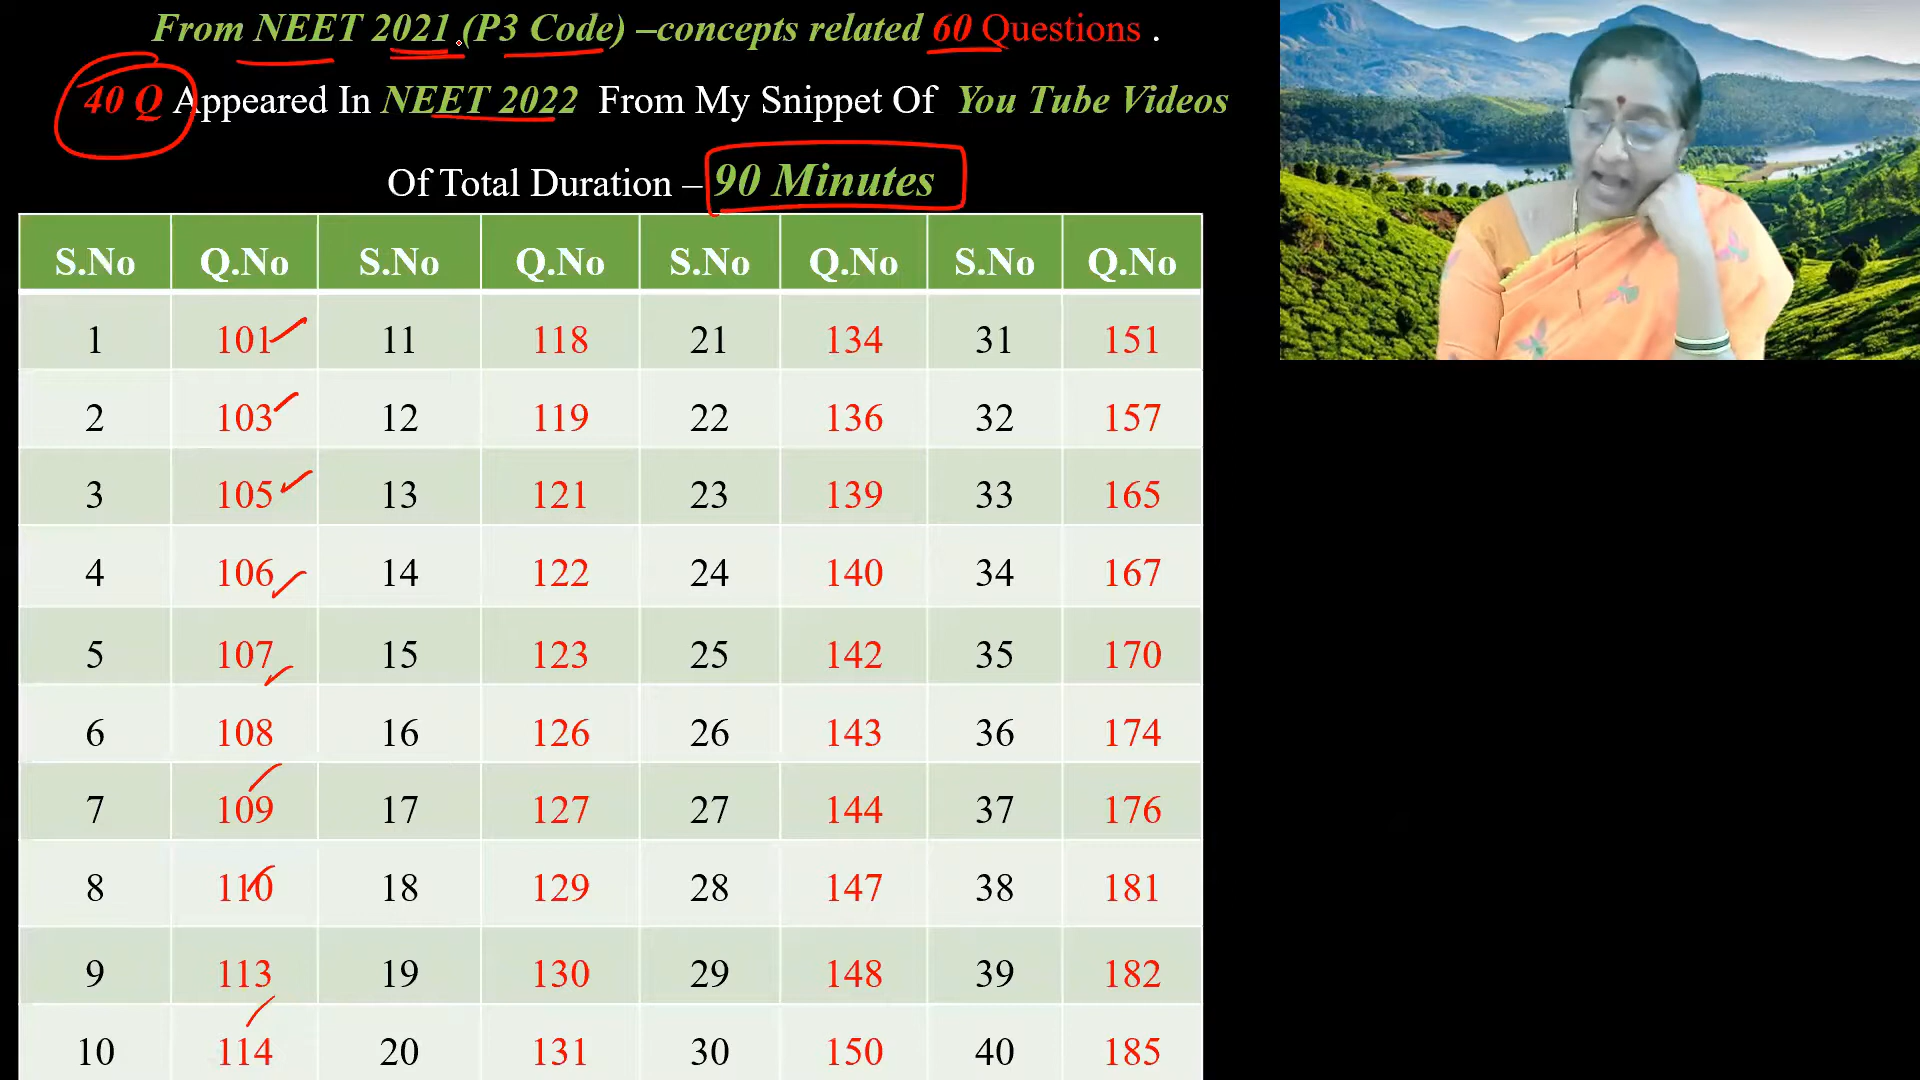 From NEET 2021 (P3 Code) –concepts related 60 Questions .
40 Q Appeared In NEET 2022 From My Snippet Of You Tube Videos
Of Total Duration – 90 Minutes
S.No Q.No S.No Q.No S.No Q.No S.No Q.No
1 101 11 118 21 134 31 151
2 103 12 119 22 136 32 157
3 105 13 121 23 139 33 165
4 106 14 122 24 140 34 167
5 107 15 123 25 142 35 170
6 108 16 126 26 143 36 174
7 109 17 127 27 144 37 176
8 110 18 129 28 147 38 181
9 113 19 130 29 148 39 182
10 114 20 131 30 150 40 185